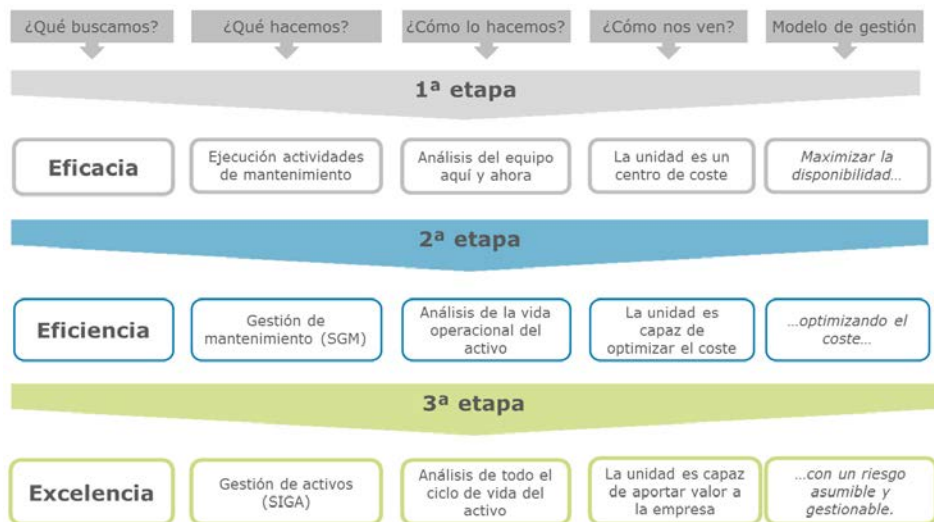 ¿Qué buscamos?
¿Qué hacemos?
¿Cómo lo hacemos?
¿Cómo nos ven?
Modelo de gestión
1ª etapa
Eficacia
Ejecución actividades
de mantenimiento
Análisis del equipo
aquí y ahora
La unidad es un
centro de coste
Maximizar la
disponibilidad...
2ª etapa
Eficiencia
Gestión de
mantenimiento (SGM)
Análisis de la vida
operacional del
activo
La unidad es
capaz de
optimizar el coste
...optimizando el
coste...
3ª etapa
Excelencia
Gestión de activos
(SIGA)
Análisis de todo el
ciclo de vida del
activo
La unidad es capaz
de aportar valor a
la empresa
...con un riesgo
asumible y
gestionable.